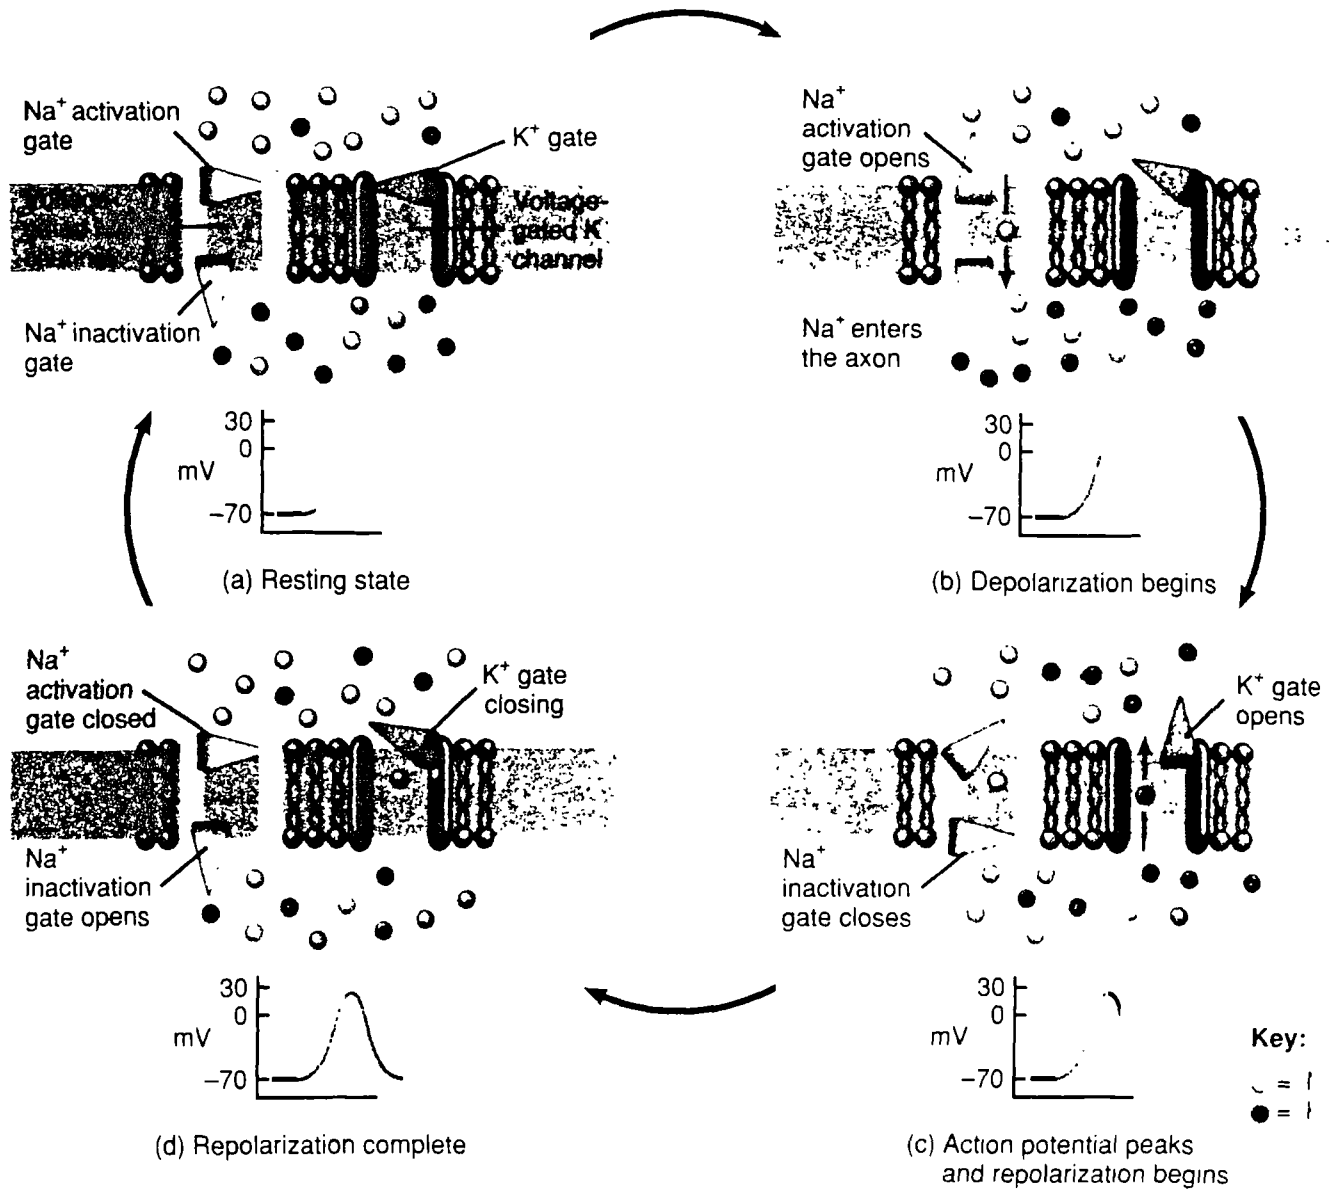 Na⁺ activation
gate
K⁺ gate
Voltage-
gated K
channel
Na⁺ inactivation
gate
30
0
mV
−70
(a) Resting state
Na⁺
activation
gate opens
Na⁺ enters
the axon
30
0
mV
−70
(b) Depolarization begins
Na⁺
activation
gate closed
K⁺ gate
closing
Na⁺
inactivation
gate opens
30
0
mV
−70
(d) Repolarization complete
K⁺ gate
opens
Na⁺
inactivation
gate closes
30
0
mV
−70
(c) Action potential peaks
and repolarization begins
Key:
=
=